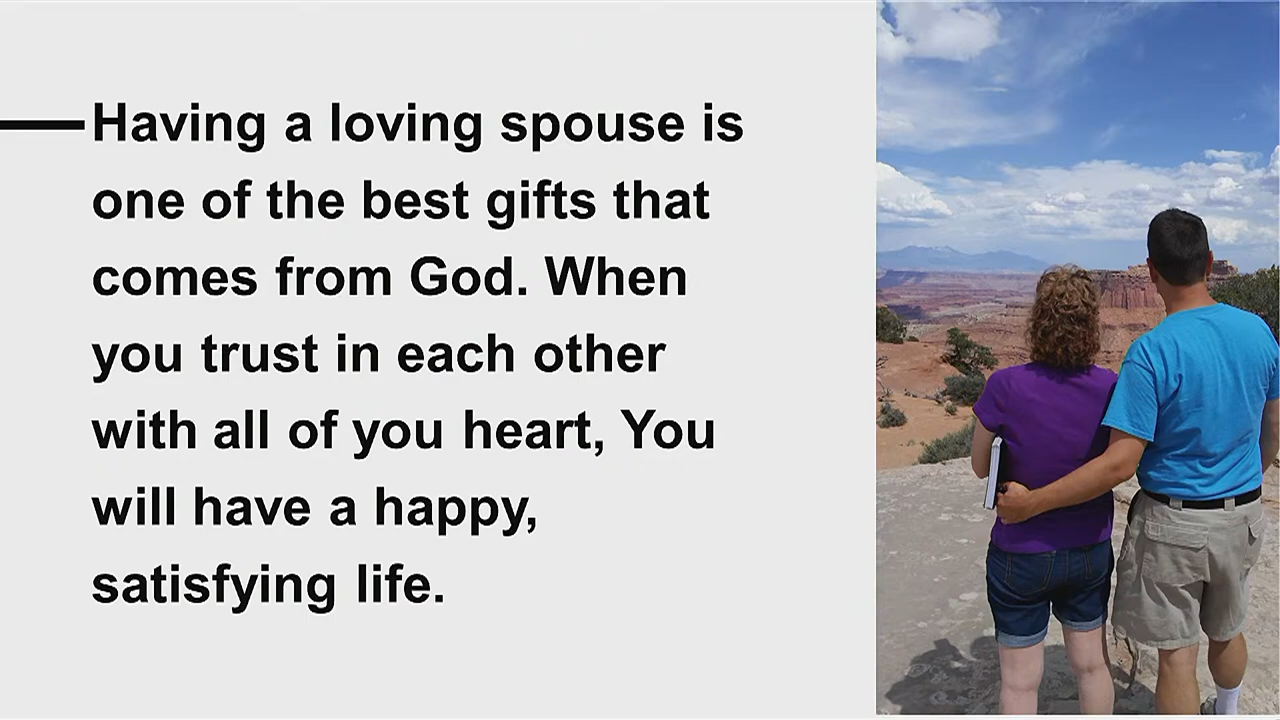 Having a loving spouse is
one of the best gifts that
comes from God. When
you trust in each other
with all of you heart, You
will have a happy,
satisfying life.